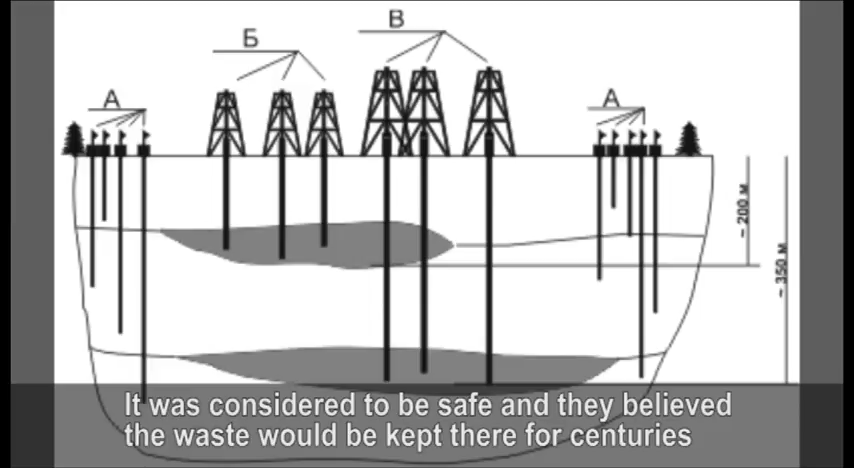 А
Б
В
А
~ 200 м
~ 350 м
It was considered to be safe and they believed
the waste would be kept there for centuries